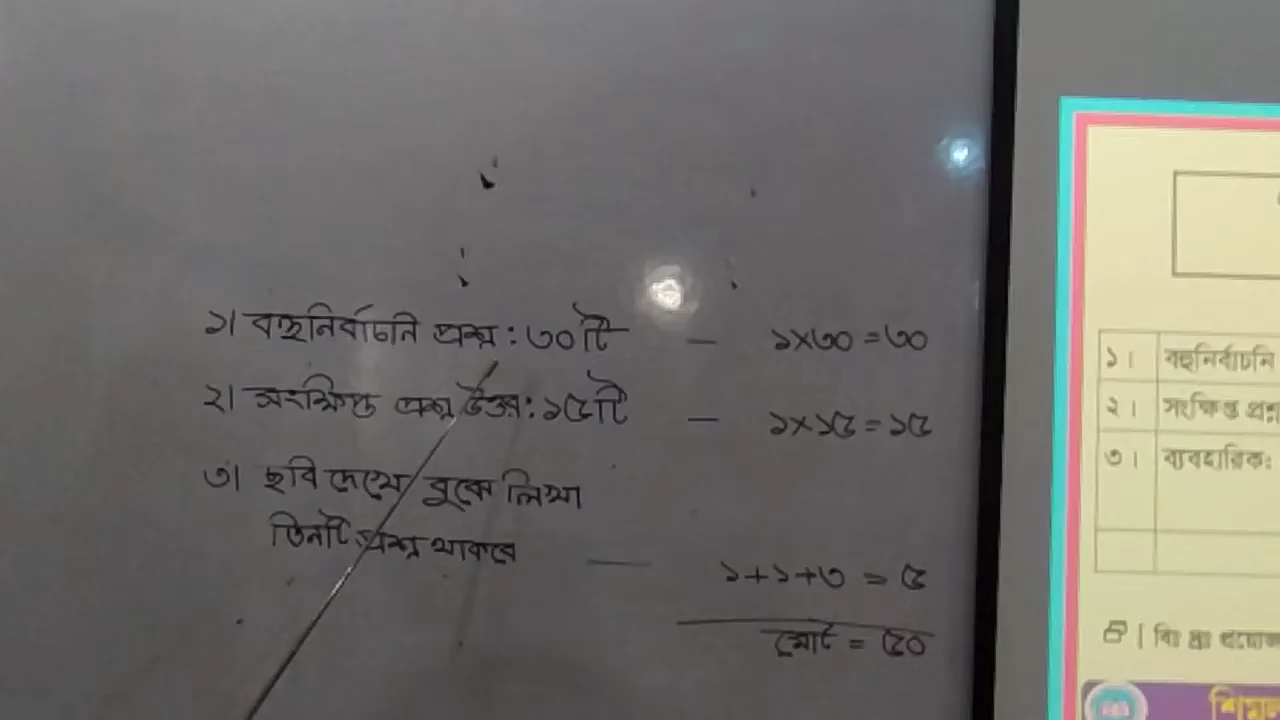 ১। বহুনির্বাচনি প্রশ্ন : ৩০টি — ১×৩০ = ৩০
২। সংক্ষিপ্ত প্রশ্ন উত্তর : ১৫টি — ১×১৫ = ১৫
৩। ছবি দেখে বুঝে লিখা
তিনটি প্রশ্ন থাকবে — ১+১+৩ = ৫
মোট = ৫০
১। বহুনির্বাচনি
২। সংক্ষিপ্ত প্রশ্ন
৩। ব্যবহারিক: